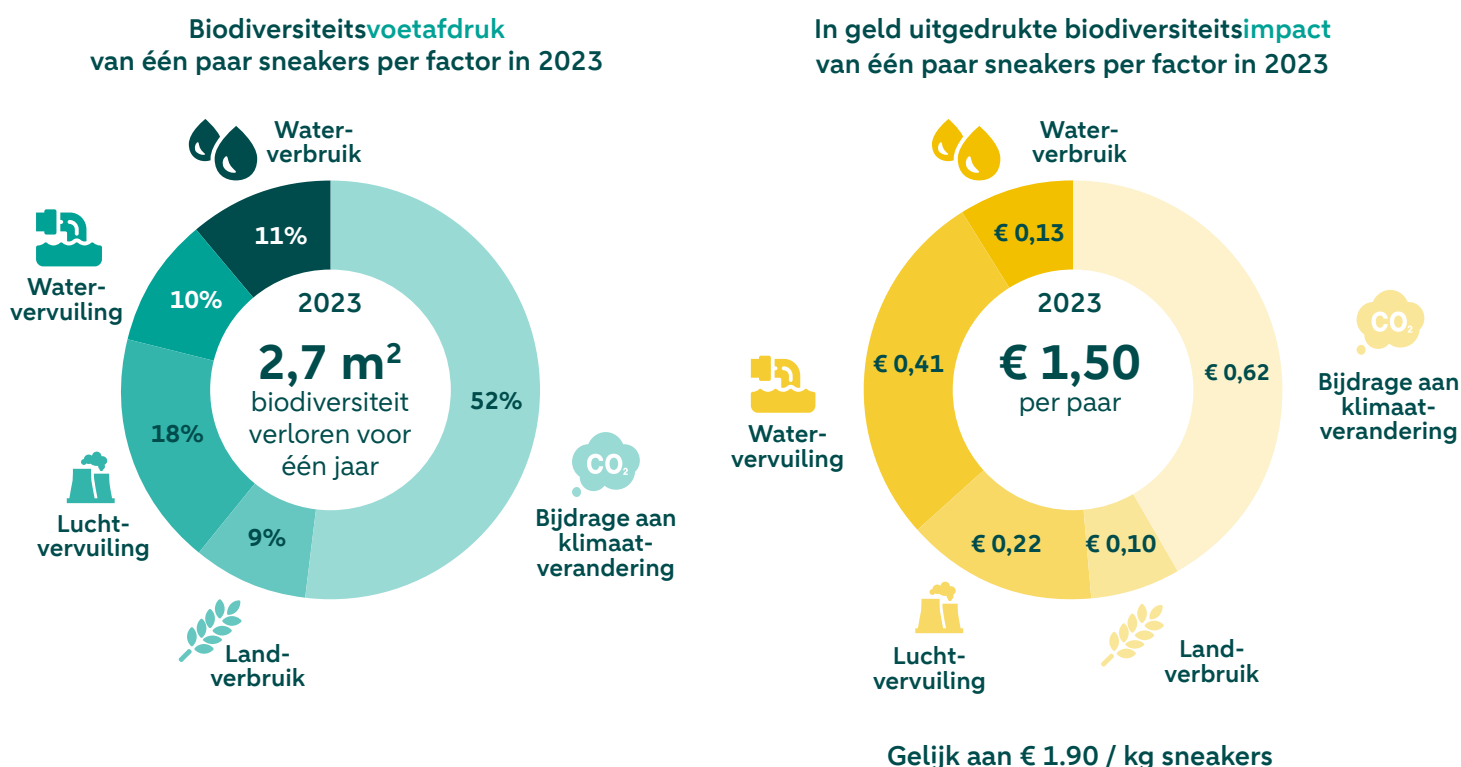 Biodiversiteitsvoetafdruk
van één paar sneakers per factor in 2023
Water-
verbruik
11%
Water-
vervuiling
10%
2023
2,7 m²
biodiversiteit
verloren voor
één jaar
52%
18%
Lucht-
vervuiling
9%
CO₂
Bijdrage aan
klimaat-
verandering
Land-
verbruik
In geld uitgedrukte biodiversiteitsimpact
van één paar sneakers per factor in 2023
Water-
verbruik
€ 0,13
2023
€ 1,50
per paar
€ 0,41
€ 0,62
CO₂
Bijdrage aan
klimaat-
verandering
Water-
vervuiling
€ 0,22
€ 0,10
Lucht-
vervuiling
Land-
verbruik
Gelijk aan € 1.90 / kg sneakers